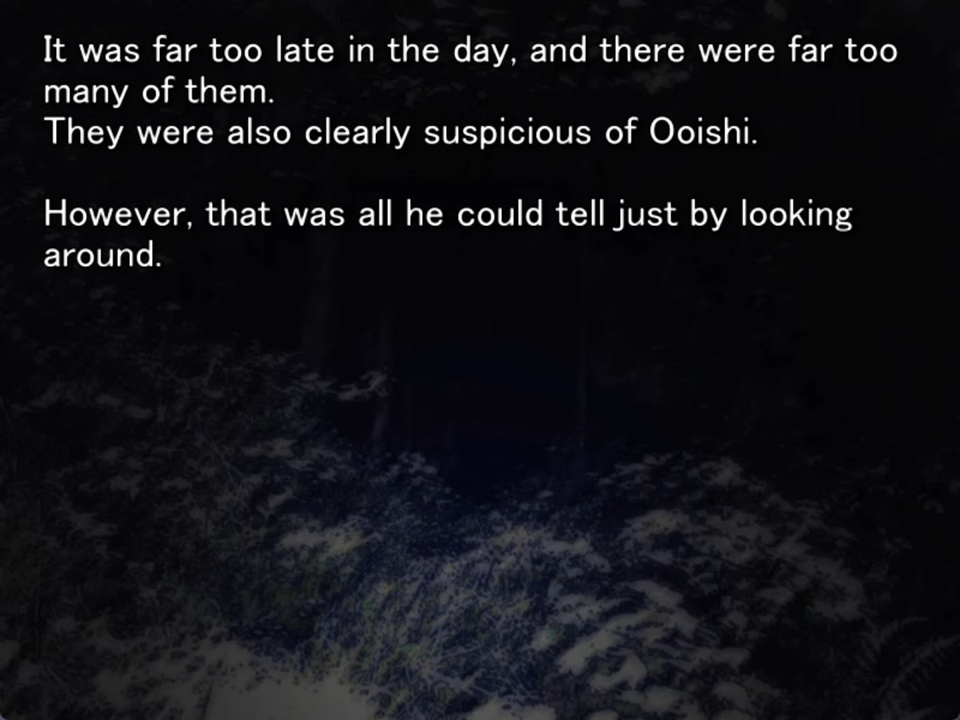 It was far too late in the day, and there were far too
many of them.
They were also clearly suspicious of Ooishi.
However, that was all he could tell just by looking
around.